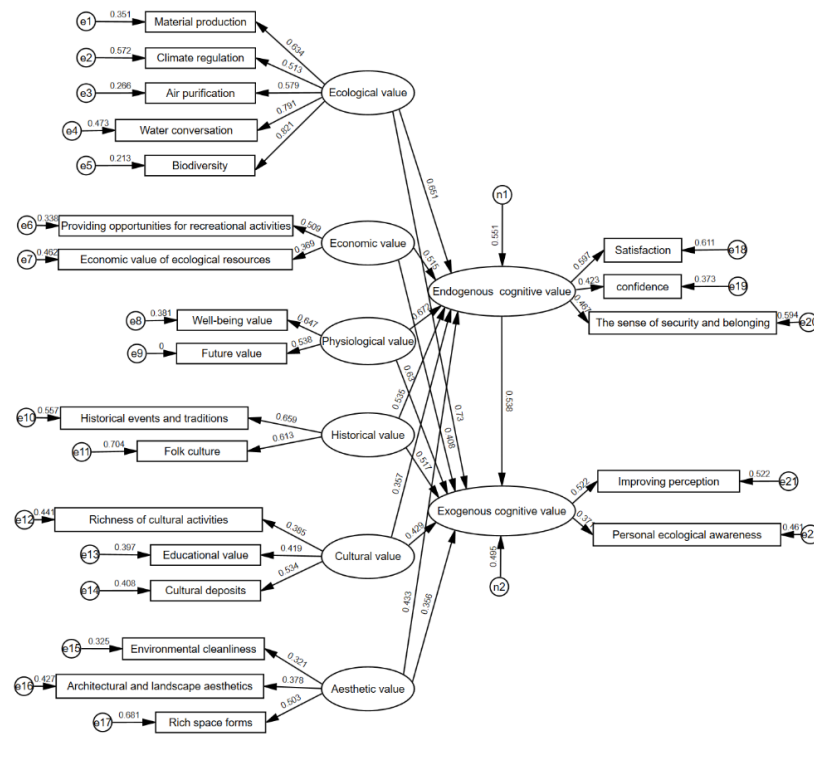 e1 0.351 Material production
0.634
e2 0.572 Climate regulation
0.513
e3 0.266 Air purification
0.579
Ecological value
e4 0.473 Water conversation
0.791
e5 0.213 Biodiversity
0.821
0.651
n1
0.551
e6 0.338 Providing opportunities for recreational activities
0.509
Economic value
e7 0.462 Economic value of ecological resources
0.369
0.515
Endogenous cognitive value
0.597
Satisfaction
0.611
e18
0.423
confidence
0.373
e19
The sense of security and belonging
0.594
e8 0.381 Well-being value
0.647
Physiological value
e9 0 Future value
0.538
0.63
0.535
0.73
0.408
0.538
e10 0.557 Historical events and traditions
0.659
Historical value
e11 0.704 Folk culture
0.613
0.517
0.357
Exogenous cognitive value
0.522
Improving perception
0.522
e21
Personal ecological awareness
0.461
0.495
n2
e12 0.441 Richness of cultural activities
0.385
e13 0.397 Educational value
0.419
Cultural value
0.429
e14 0.408 Cultural deposits
0.534
0.433
0.356
e15 0.325 Environmental cleanliness
0.321
e16 0.427 Architectural and landscape aesthetics
0.378
Aesthetic value
e17 0.681 Rich space forms
0.503